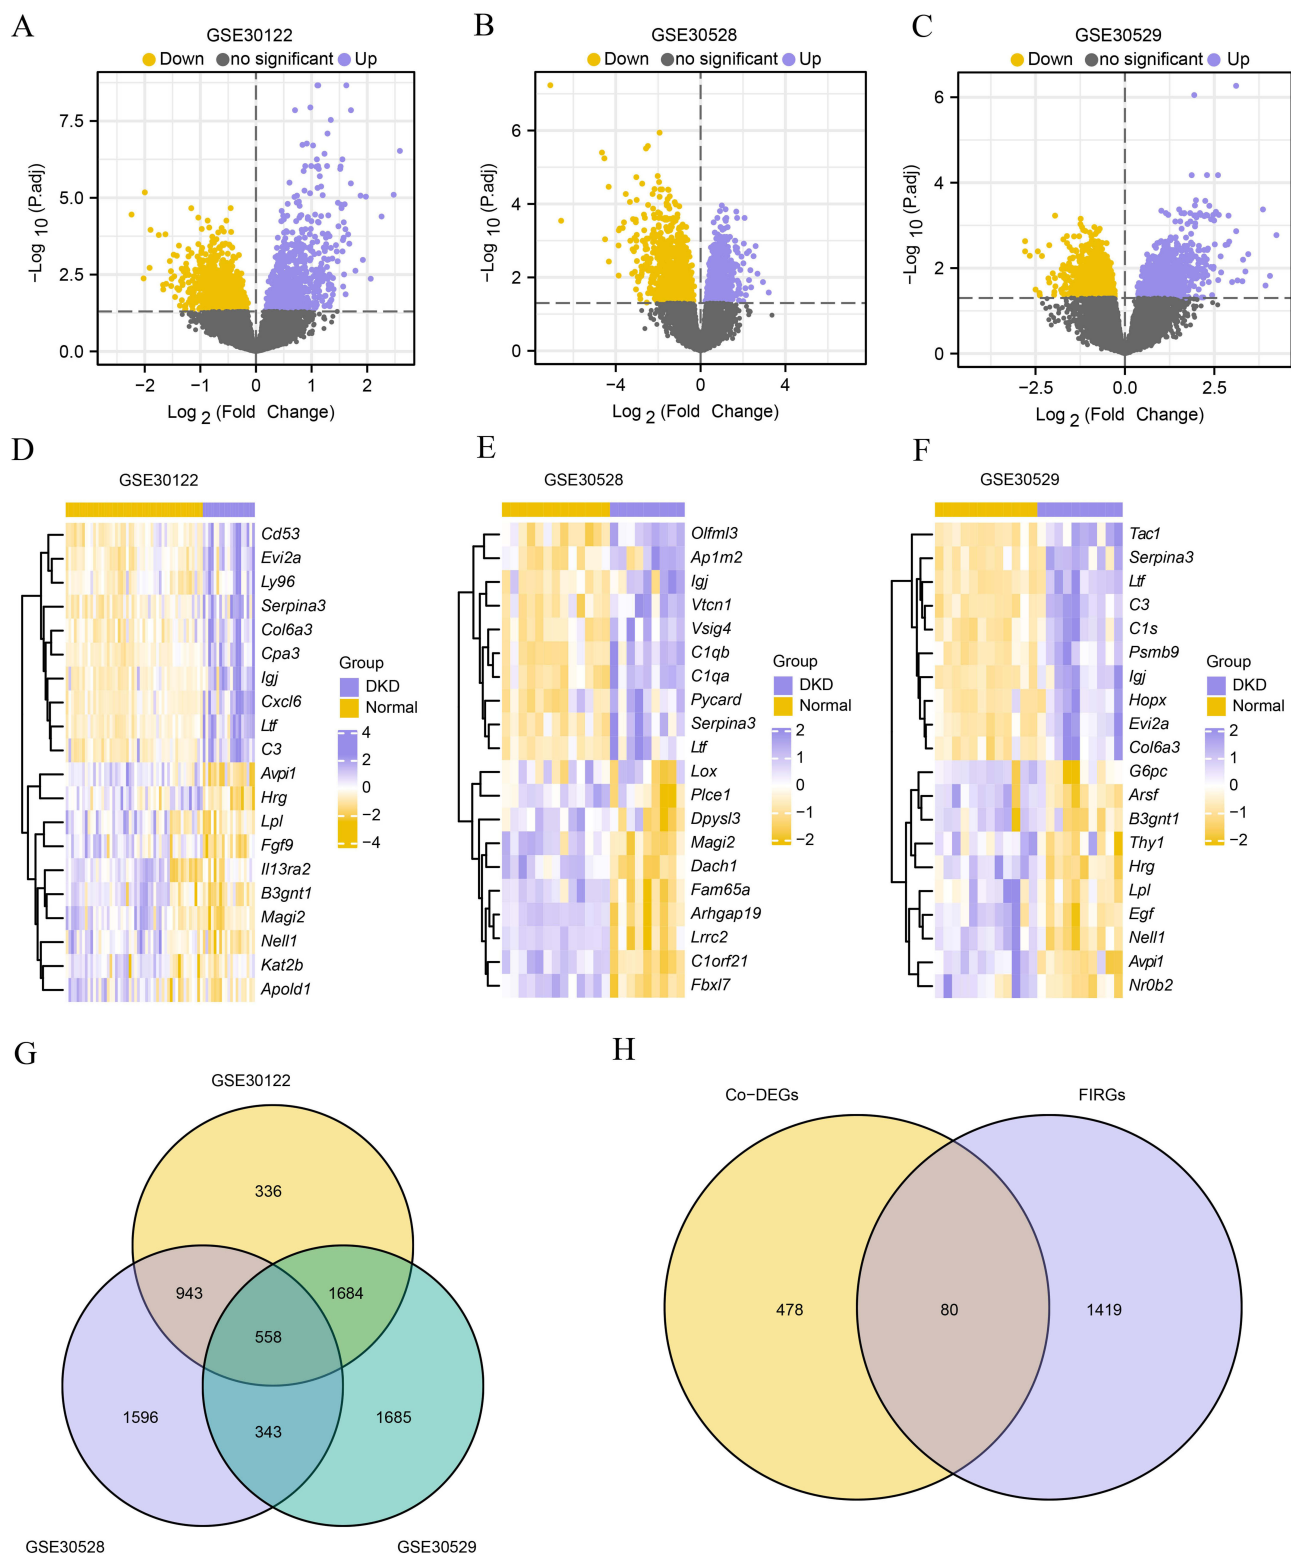 A
GSE30122
Down no significant Up
−Log 10 (P.adj)
7.5
5.0
2.5
0.0
−2 −1 0 1 2
Log 2 (Fold Change)
B
GSE30528
Down no significant Up
−Log 10 (P.adj)
6
4
2
0
−4 0 4
Log 2 (Fold Change)
C
GSE30529
Down no significant Up
−Log 10 (P.adj)
6
4
2
0
−2.5 0.0 2.5
Log 2 (Fold Change)
D
GSE30122
Cd53
Evi2a
Ly96
Serpina3
Col6a3
Cpa3
Igj
Cxcl6
Ltf
C3
Avpi1
Hrg
Lpl
Fgf9
Il13ra2
B3gnt1
Magi2
Nell1
Kat2b
Apold1
Group
DKD
Normal
4
2
0
−2
−4
E
GSE30528
Olfml3
Ap1m2
Igj
Vtcn1
Vsig4
C1qb
C1qa
Pycard
Serpina3
Ltf
Lox
Plce1
Dpysl3
Magi2
Dach1
Fam65a
Arhgap19
Lrrc2
C1orf21
Fbxl7
Group
DKD
Normal
2
1
0
−1
−2
F
GSE30529
Tac1
Serpina3
Ltf
C3
C1s
Psmb9
Igj
Hopx
Evi2a
Col6a3
G6pc
Arsf
B3gnt1
Thy1
Hrg
Lpl
Egf
Nell1
Avpi1
Nr0b2
Group
DKD
Normal
2
1
0
−1
−2
G
GSE30122
336
943 1684
558
1596 343 1685
GSE30528 GSE30529
H
Co−DEGs FIRGs
478 80 1419